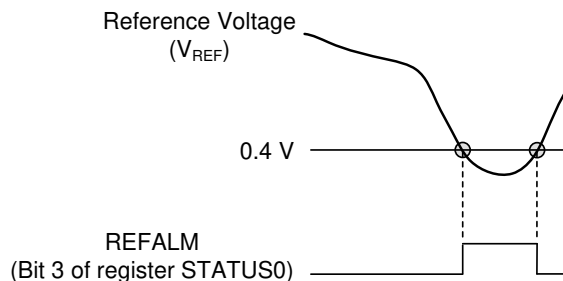 Reference Voltage
(VREF)
0.4 V
REFALM
(Bit 3 of register STATUS0)